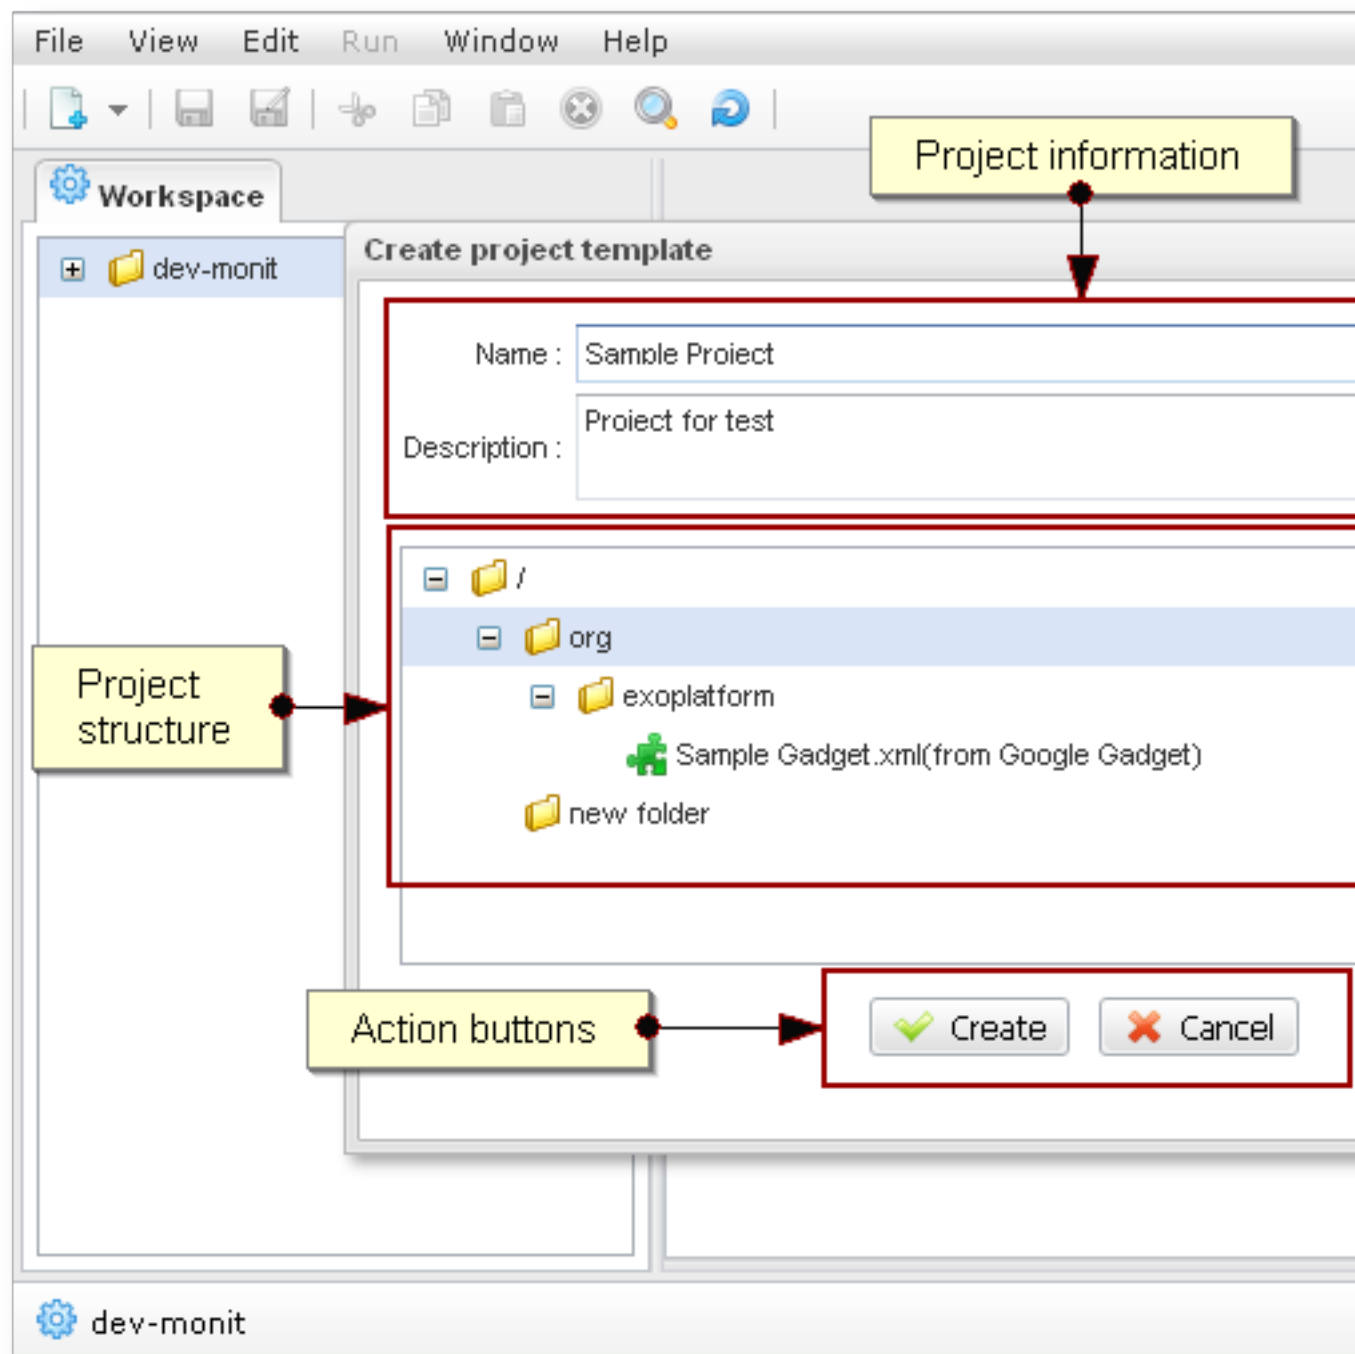 File View Edit Run Window Help
Project information
Workspace
Create project template
dev-monit
Name : Sample Project
Description : Project for test
/
org
Project
structure
exoplatform
Sample Gadget.xml(from Google Gadget)
new folder
Action buttons
Create Cancel
dev-monit